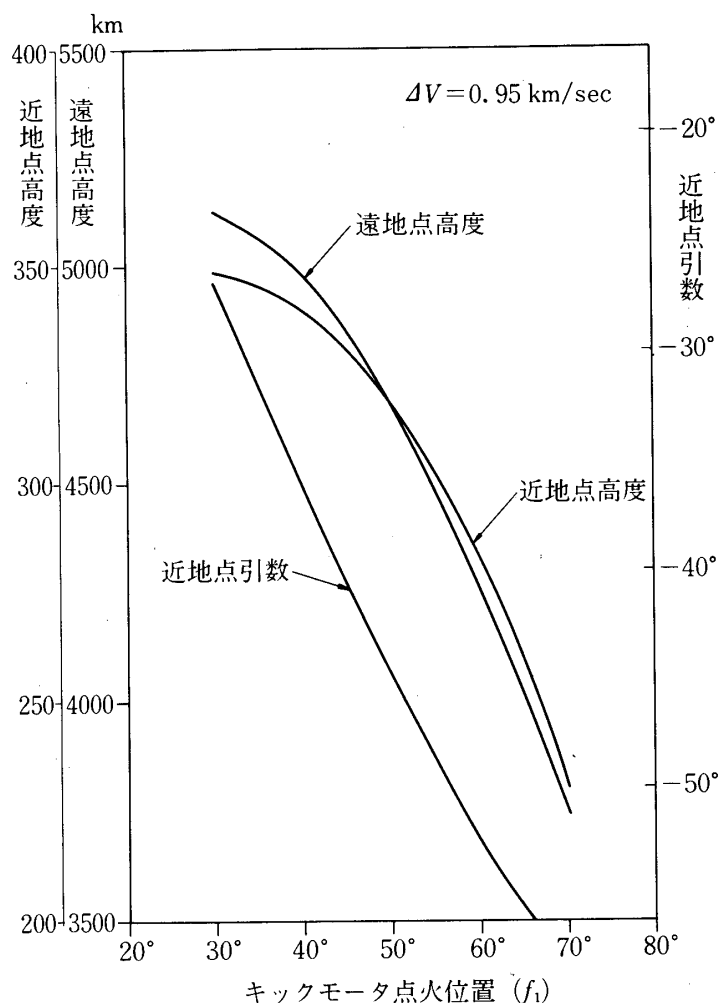 km
400 5500
350 5000
300 4500
250 4000
200 3500
近地点高度
遠地点高度
ΔV=0.95 km/sec
−20°
近地点引数
−30°
−40°
−50°
遠地点高度
近地点高度
近地点引数
20° 30° 40° 50° 60° 70° 80°
キックモータ点火位置 (f₁)